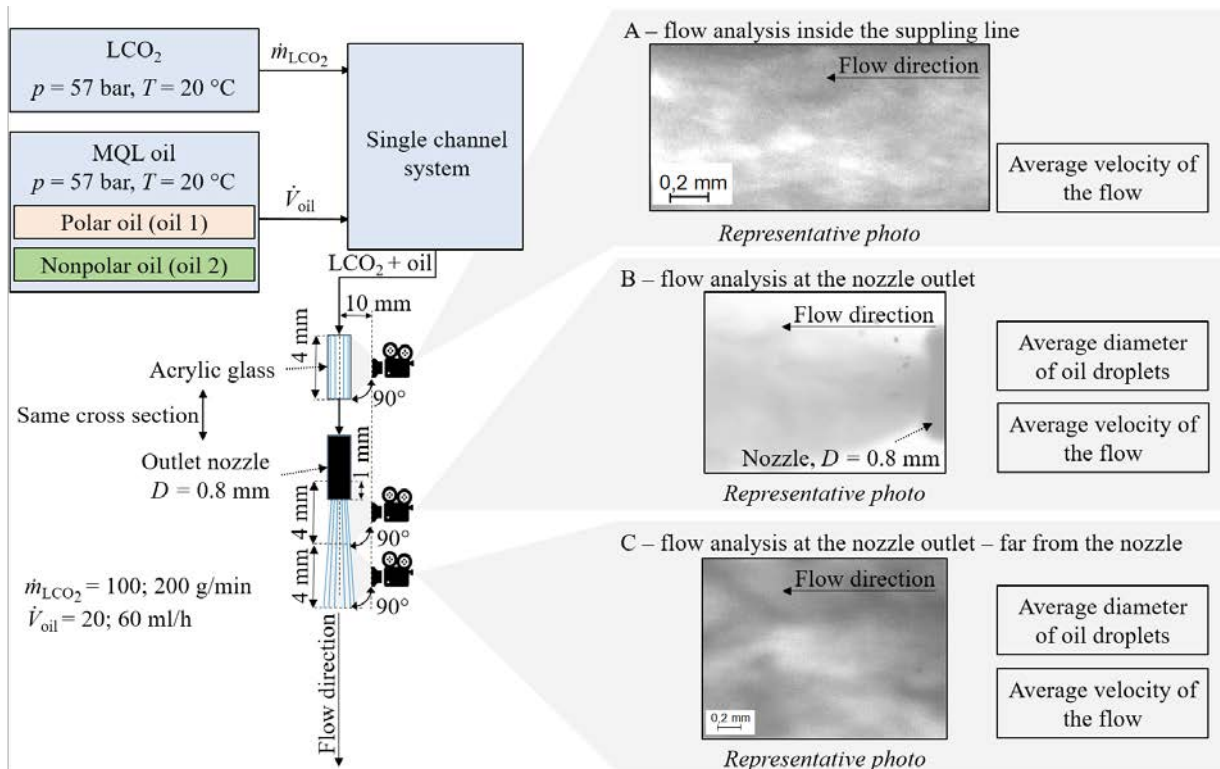 LCO₂
p = 57 bar, T = 20 °C
ṁLCO₂
MQL oil
p = 57 bar, T = 20 °C
Polar oil (oil 1)
Nonpolar oil (oil 2)
V̇oil
Single channel
system
LCO₂ + oil
10 mm
4 mm
Acrylic glass
90°
Same cross section
Outlet nozzle
D = 0.8 mm
1 mm
4 mm
90°
4 mm
90°
ṁLCO₂ = 100; 200 g/min
V̇oil = 20; 60 ml/h
Flow direction
A – flow analysis inside the suppling line
Flow direction
0,2 mm
Representative photo
Average velocity of
the flow
B – flow analysis at the nozzle outlet
Flow direction
Nozzle, D = 0.8 mm
Representative photo
Average diameter
of oil droplets
Average velocity of
the flow
C – flow analysis at the nozzle outlet – far from the nozzle
Flow direction
0,2 mm
Representative photo
Average diameter
of oil droplets
Average velocity of
the flow